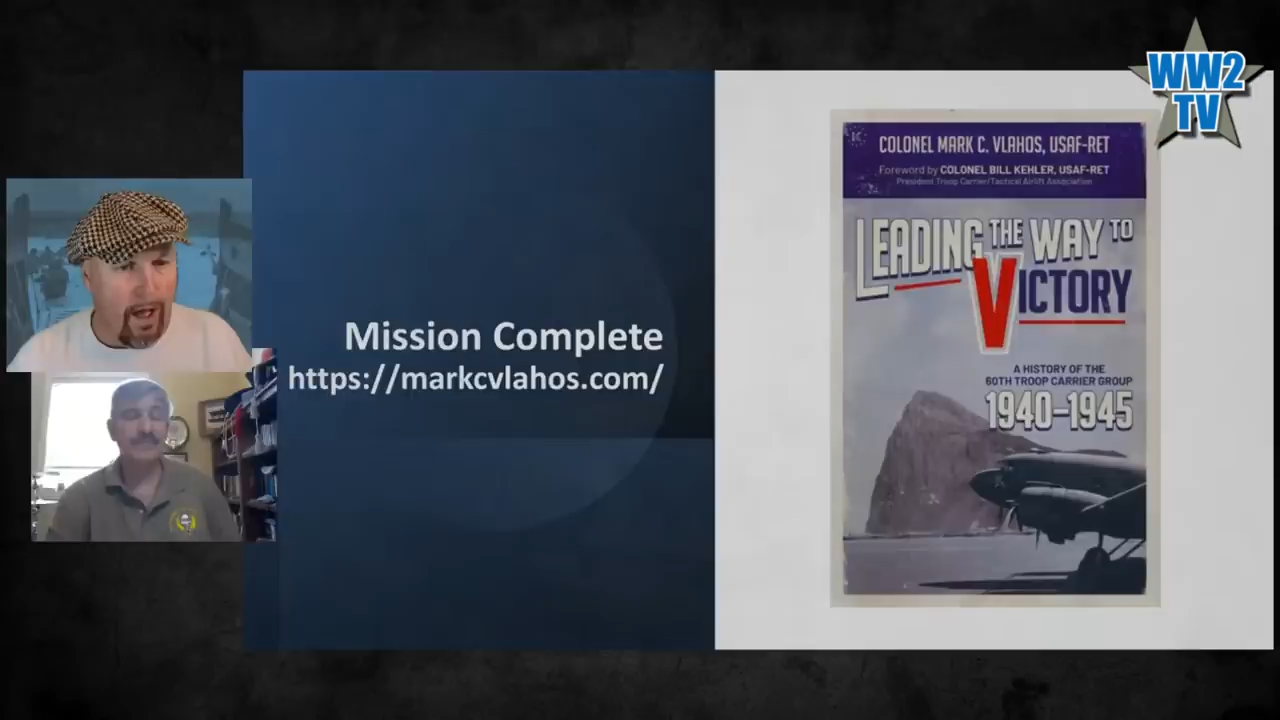 WW2
TV
Mission Complete
https://markcvlahos.com/
COLONEL MARK C. VLAHOS, USAF-RET
Foreword by COLONEL BILL KEHLER, USAF-RET
President Troop Carrier/Tactical Airlift Association
LEADING THE WAY TO
VICTORY
A HISTORY OF THE
60TH TROOP CARRIER GROUP
1940-1945